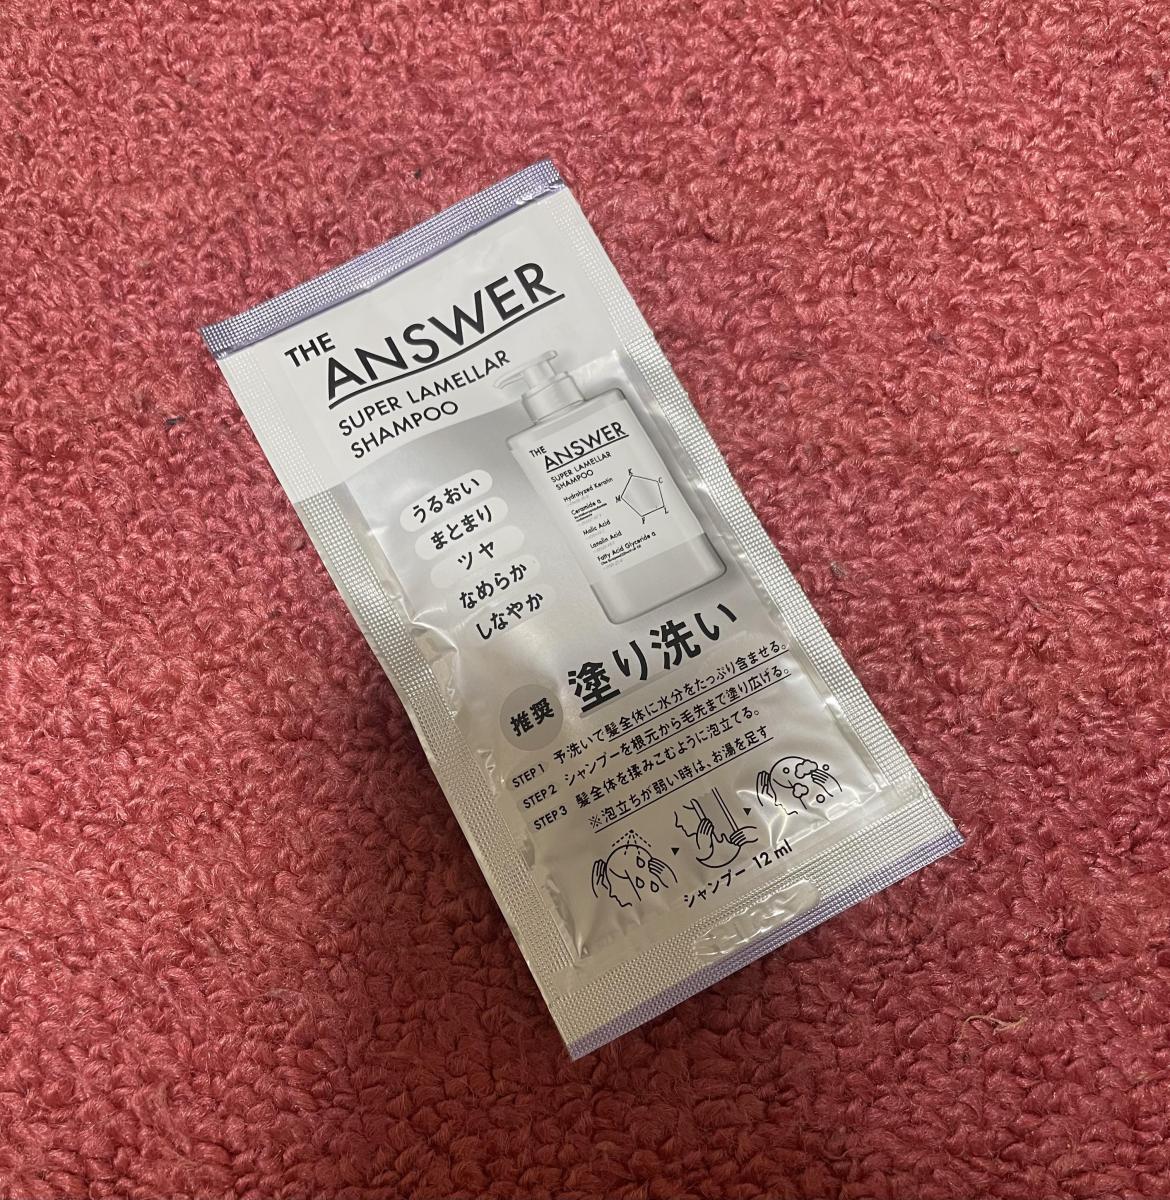 THE
ANSWER
SUPER LAMELLAR
SHAMPOO
THE
ANSWER
SUPER LAMELLAR
SHAMPOO
Hydrolyzed Keratin
Ceramide α
Malic Acid
Lanolin Acid
Fatty Acid Glyceride α
K
C
L
F
M
うるおい
まとまり
ツヤ
なめらか
しなやか
推奨 塗り洗い
STEP 1 予洗いで髪全体に水分をたっぷり含ませる。
STEP 2 シャンプーを根元から毛先まで塗り広げる。
STEP 3 髪全体を揉みこむように泡立てる。
※泡立ちが弱い時は、お湯を足す
シャンプー 12 ml